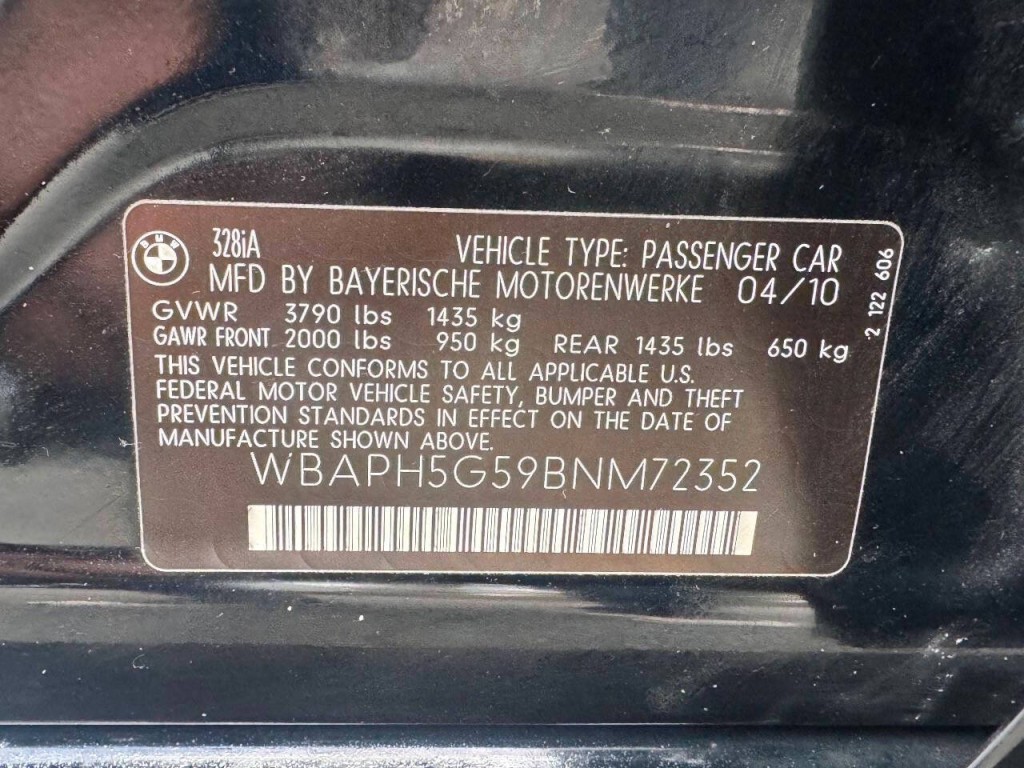 BMW
328iA VEHICLE TYPE: PASSENGER CAR
MFD BY BAYERISCHE MOTORENWERKE 04/10
GVWR 3790 lbs 1435 kg
GAWR FRONT 2000 lbs 950 kg REAR 1435 lbs 650 kg
THIS VEHICLE CONFORMS TO ALL APPLICABLE U.S.
FEDERAL MOTOR VEHICLE SAFETY, BUMPER AND THEFT
PREVENTION STANDARDS IN EFFECT ON THE DATE OF
MANUFACTURE SHOWN ABOVE.
WBAPH5G59BNM72352
2 122 606